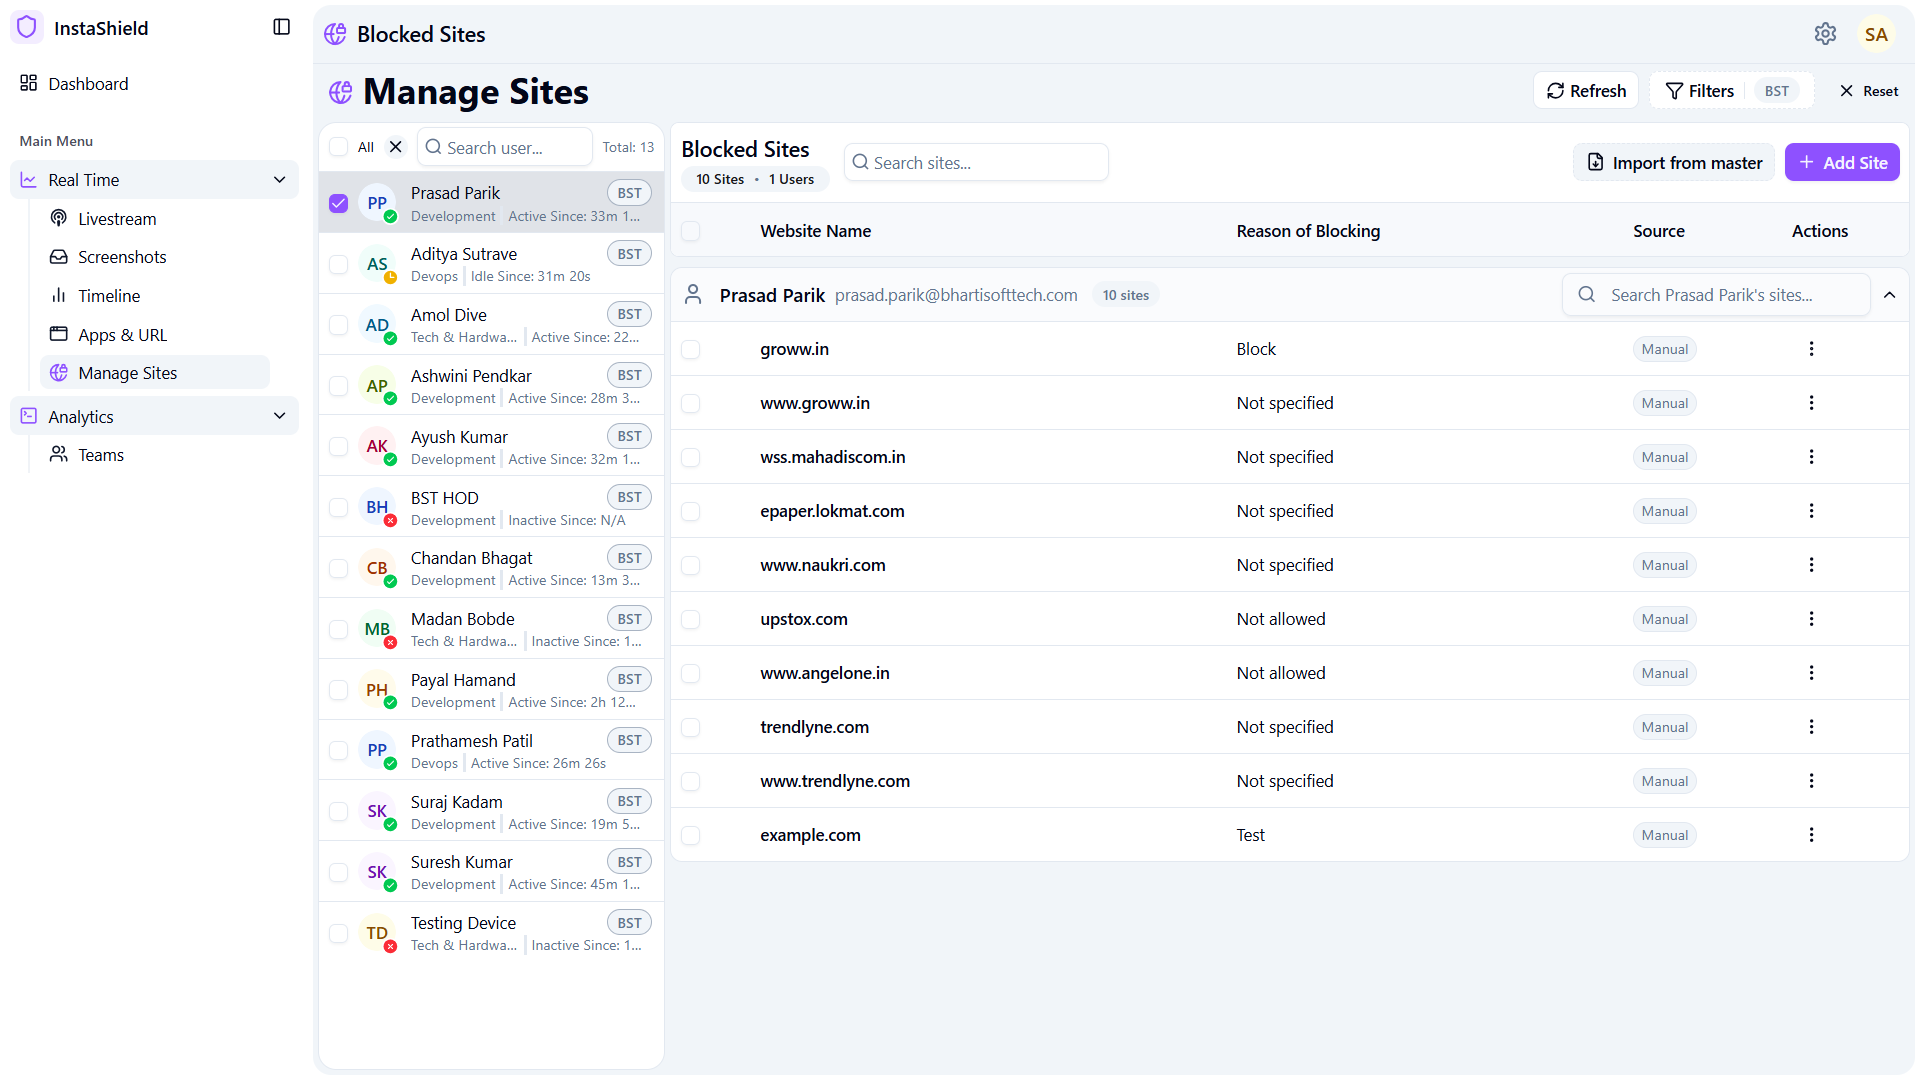 InstaShield
Dashboard
Main Menu
Real Time
Livestream
Screenshots
Timeline
Apps & URL
Manage Sites
Analytics
Teams
Blocked Sites
SA
Manage Sites
Refresh
Filters
BST
Reset
All
Search user...
Total: 13
PP
Prasad Parik
BST
Development
Active Since: 33m 1...
AS
Aditya Sutrave
BST
Devops
Idle Since: 31m 20s
AD
Amol Dive
BST
Tech & Hardwa...
Active Since: 22...
AP
Ashwini Pendkar
BST
Development
Active Since: 28m 3...
AK
Ayush Kumar
BST
Development
Active Since: 32m 1...
BH
BST HOD
BST
Development
Inactive Since: N/A
CB
Chandan Bhagat
BST
Development
Active Since: 13m 3...
MB
Madan Bobde
BST
Tech & Hardwa...
Inactive Since: 1...
PH
Payal Hamand
BST
Development
Active Since: 2h 12...
PP
Prathamesh Patil
BST
Devops
Active Since: 26m 26s
SK
Suraj Kadam
BST
Development
Active Since: 19m 5...
SK
Suresh Kumar
BST
Development
Active Since: 45m 1...
TD
Testing Device
BST
Tech & Hardwa...
Inactive Since: 1...
Blocked Sites
10 Sites • 1 Users
Search sites...
Import from master
+ Add Site
Website Name Reason of Blocking Source Actions
Prasad Parik prasad.parik@bhartisofttech.com 10 sites
Search Prasad Parik's sites...
groww.in Block Manual
www.groww.in Not specified Manual
wss.mahadiscom.in Not specified Manual
epaper.lokmat.com Not specified Manual
www.naukri.com Not specified Manual
upstox.com Not allowed Manual
www.angelone.in Not allowed Manual
trendlyne.com Not specified Manual
www.trendlyne.com Not specified Manual
example.com Test Manual